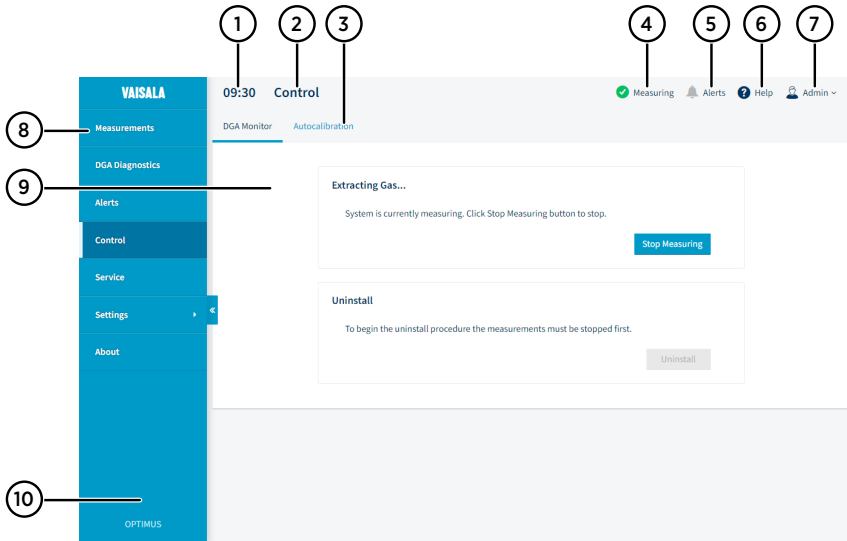 1 2 3 4 5 6 7
VAISALA 09:30 Control Measuring Alerts ? Help Admin
8 Measurements DGA Monitor Autocalibration
DGA Diagnostics
9 Extracting Gas...
Alerts System is currently measuring. Click Stop Measuring button to stop.
Control Stop Measuring
Service
Uninstall
Settings
To begin the uninstall procedure the measurements must be stopped first.
About Uninstall
10
OPTIMUS